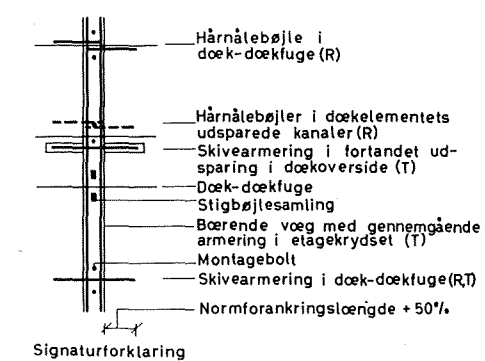 Hårnålebøjle i
dæk-dækfuge (R)
Hårnålebøjler i dækelementets
udsparede kanaler (R)
Skivearmering i fortandet ud-
sparing i dækoverside (T)
Dæk-dækfuge
Stigbøjlesamling
Bærende væg med gennemgående
armering i etagekrydset (T)
Montagebolt
Skivearmering i dæk-dækfuge (R,T)
Normforankringslængde + 50%
Signaturforklaring